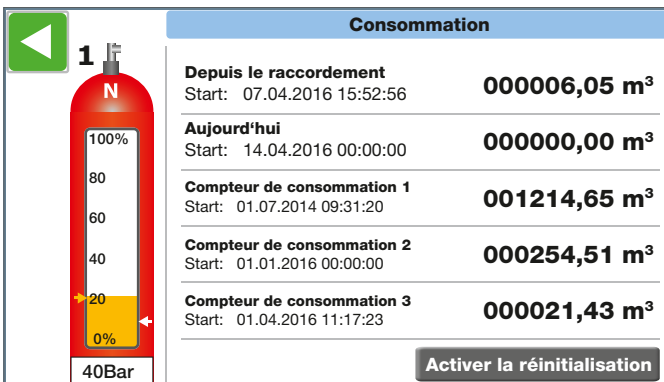 Consommation
1
N
100%
80
60
40
20
0%
40Bar
Depuis le raccordement
Start: 07.04.2016 15:52:56
000006,05 m³
Aujourd‘hui
Start: 14.04.2016 00:00:00
000000,00 m³
Compteur de consommation 1
Start: 01.07.2014 09:31:20
001214,65 m³
Compteur de consommation 2
Start: 01.01.2016 00:00:00
000254,51 m³
Compteur de consommation 3
Start: 01.04.2016 11:17:23
000021,43 m³
Activer la réinitialisation